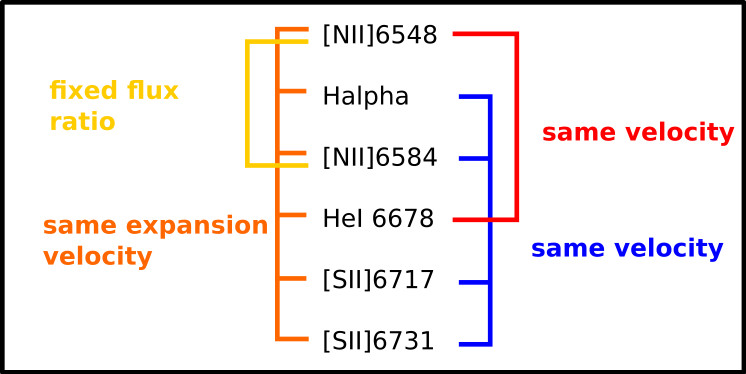 [NII]6548
Halpha
[NII]6584
HeI 6678
[SII]6717
[SII]6731
fixed flux
ratio
same expansion
velocity
same velocity
same velocity